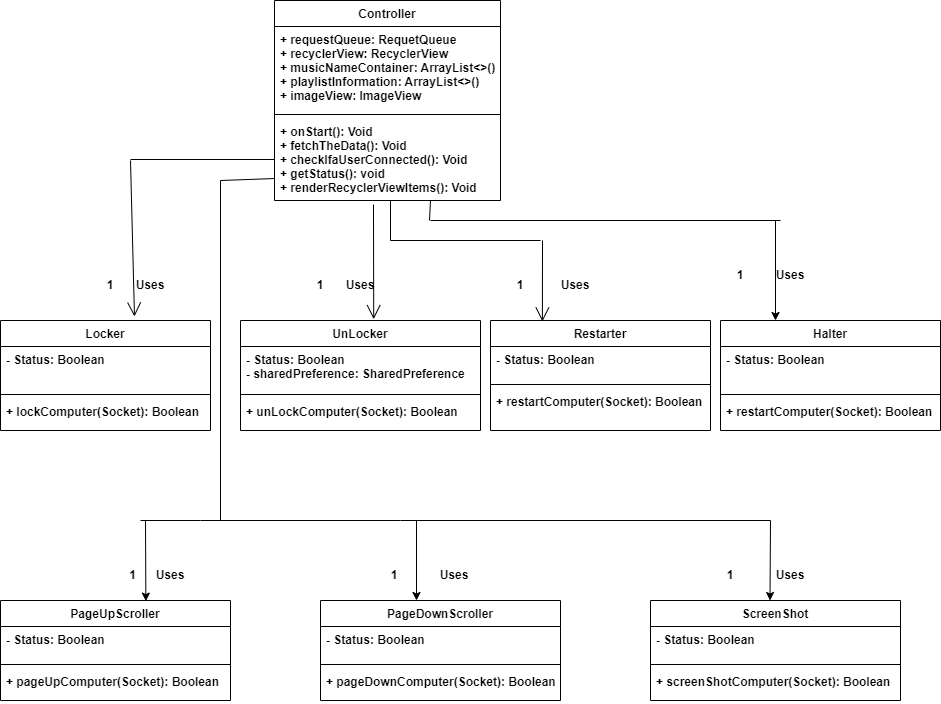 Controller
+ requestQueue: RequetQueue
+ recyclerView: RecyclerView
+ musicNameContainer: ArrayList<>()
+ playlistInformation: ArrayList<>()
+ imageView: ImageView
+ onStart(): Void
+ fetchTheData(): Void
+ checkIfaUserConnected(): Void
+ getStatus(): void
+ renderRecyclerViewItems(): Void
1 Uses
1 Uses
1 Uses
1 Uses
Locker
- Status: Boolean
+ lockComputer(Socket): Boolean
UnLocker
- Status: Boolean
- sharedPreference: SharedPreference
+ unLockComputer(Socket): Boolean
Restarter
- Status: Boolean
+ restartComputer(Socket): Boolean
Halter
- Status: Boolean
+ restartComputer(Socket): Boolean
1 Uses
1 Uses
1 Uses
PageUpScroller
- Status: Boolean
+ pageUpComputer(Socket): Boolean
PageDownScroller
- Status: Boolean
+ pageDownComputer(Socket): Boolean
ScreenShot
- Status: Boolean
+ screenShotComputer(Socket): Boolean